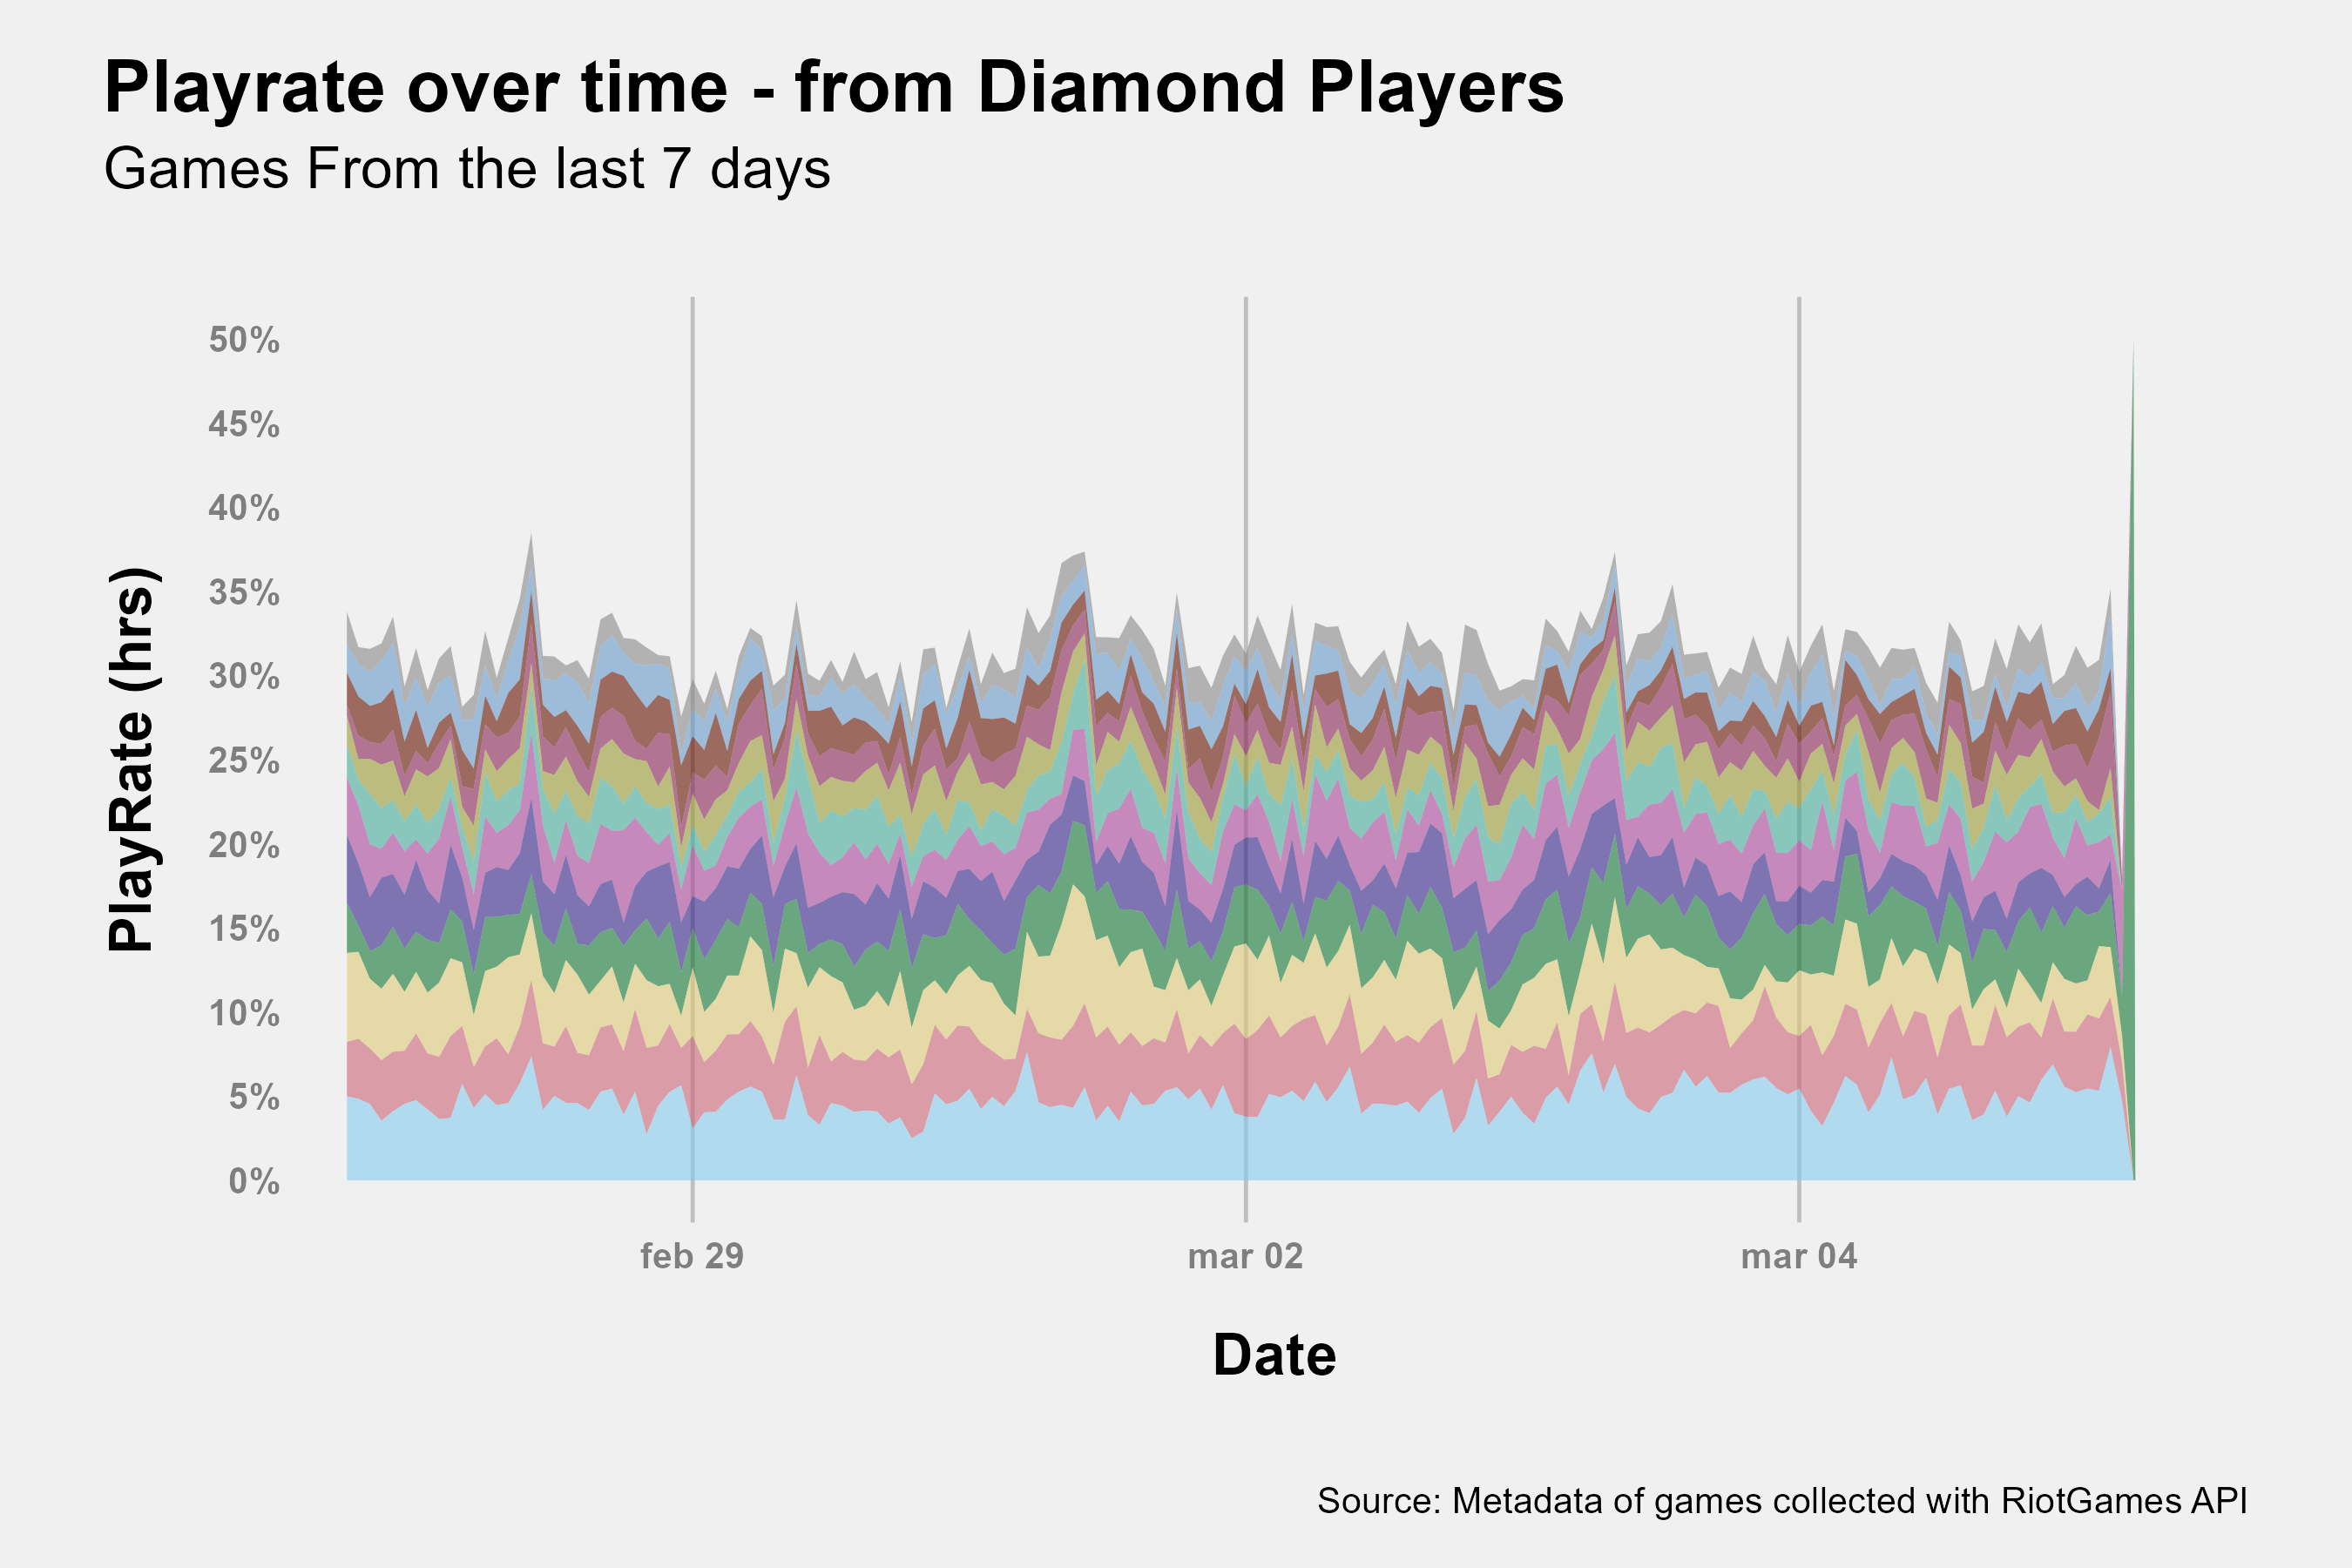 Playrate over time - from Diamond Players
Games From the last 7 days
PlayRate (hrs)
50%
45%
40%
35%
30%
25%
20%
15%
10%
5%
0%
feb 29
mar 02
mar 04
Date
Source: Metadata of games collected with RiotGames API